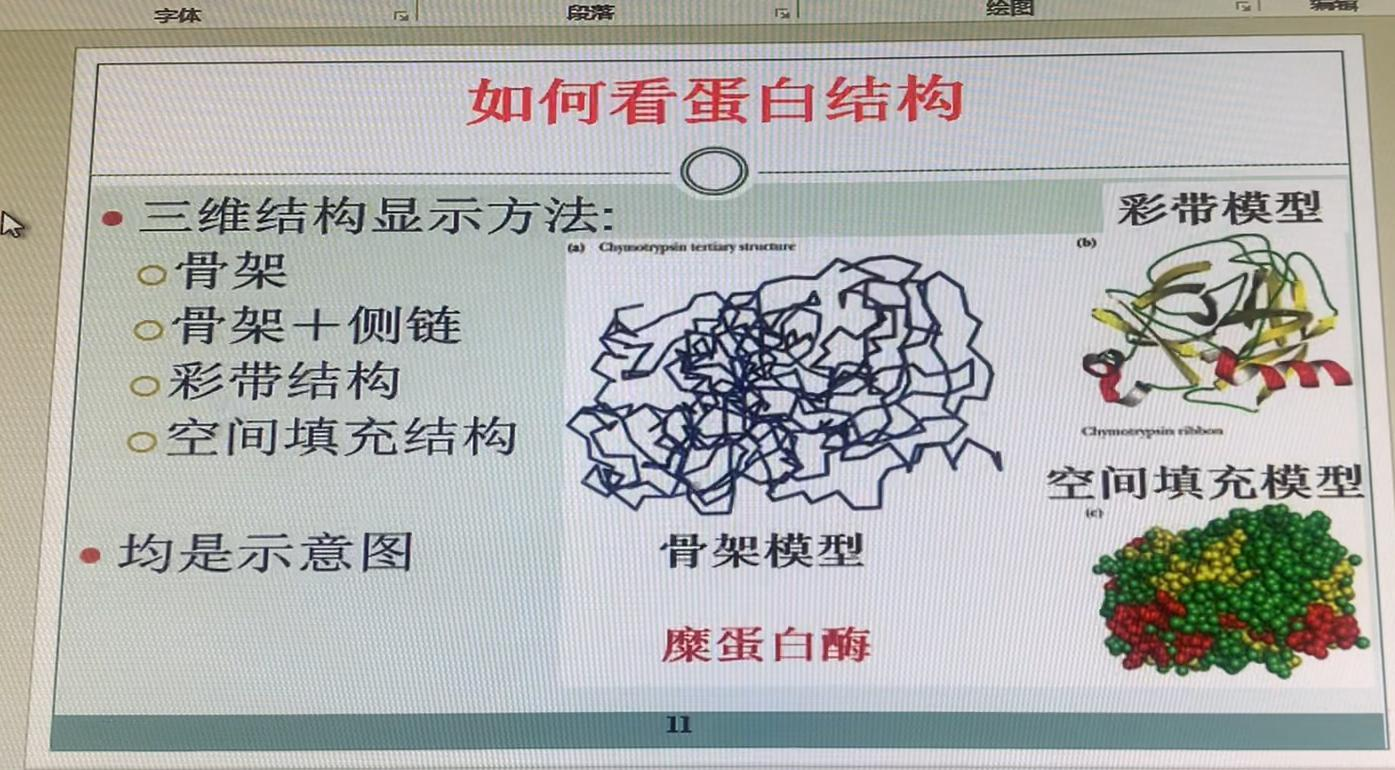 字体 段落 绘图 编辑
如何看蛋白结构
三维结构显示方法:
骨架
骨架＋侧链
彩带结构
空间填充结构
均是示意图
(a) Chymotrypsin tertiary structure
骨架模型
糜蛋白酶
彩带模型
(b)
Chymotrypsin ribbon
空间填充模型
(c)
11